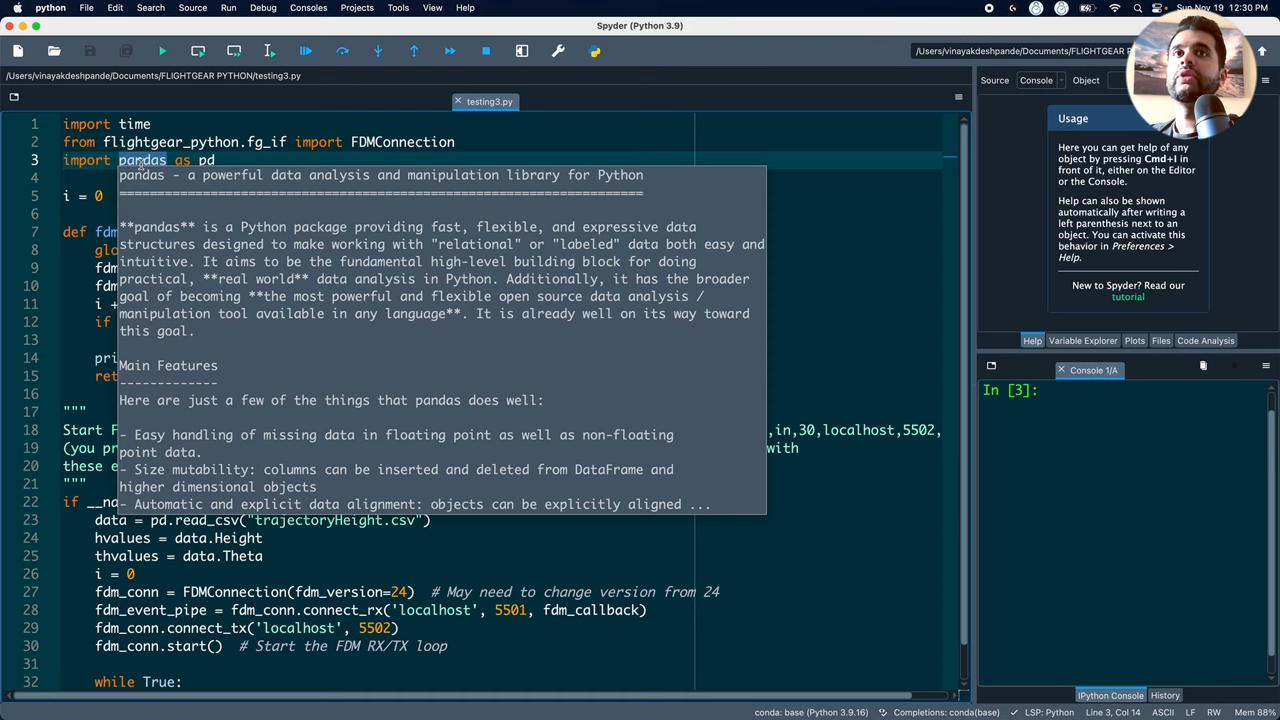 Spyder File Edit Search Source Run Debug Consoles Projects Tools View Help
Sun Nov 19 12:30 PM
Spyder (Python 3.9)
/Users/vinayakdeshpande/Documents/FLIGHTGEAR
/Users/vinayakdeshpande/Documents/FLIGHTGEAR PYTHON/testing3.py
testing3.py
1 import time
2 from flightgear_python.fg_if import FDMConnection
3 import pandas as pd
4
5 i = 0
6
7 def fdm
8 glo
9 fdm
10 fdm
11 i +
12 if
13
14 pri
15 ret
16
17 """
18 Start F ,in,30,localhost,5502,
19 (you pr with
20 these e
21 """
22 if __na
23 data = pd.read_csv("trajectoryHeight.csv")
24 hvalues = data.Height
25 thvalues = data.Theta
26 i = 0
27 fdm_conn = FDMConnection(fdm_version=24) # May need to change version from 24
28 fdm_event_pipe = fdm_conn.connect_rx('localhost', 5501, fdm_callback)
29 fdm_conn.connect_tx('localhost', 5502)
30 fdm_conn.start() # Start the FDM RX/TX loop
31
32 while True:
pandas - a powerful data analysis and manipulation library for Python
=====================================================================
**pandas** is a Python package providing fast, flexible, and expressive data
structures designed to make working with "relational" or "labeled" data both easy and
intuitive. It aims to be the fundamental high-level building block for doing
practical, **real world** data analysis in Python. Additionally, it has the broader
goal of becoming **the most powerful and flexible open source data analysis /
manipulation tool available in any language**. It is already well on its way toward
this goal.
Main Features
-------------
Here are just a few of the things that pandas does well:
- Easy handling of missing data in floating point as well as non-floating
point data.
- Size mutability: columns can be inserted and deleted from DataFrame and
higher dimensional objects
- Automatic and explicit data alignment: objects can be explicitly aligned ...
Source Console Object
Usage
Here you can get help of any
object by pressing Cmd+I in
front of it, either on the Editor
or the Console.
Help can also be shown
automatically after writing a
left parenthesis next to an
object. You can activate this
behavior in Preferences >
Help.
New to Spyder? Read our
tutorial
Help Variable Explorer Plots Files Code Analysis
Console 1/A
In [3]:
IPython Console History
conda: base (Python 3.9.16) Completions: conda(base) LSP: Python Line 3, Col 14 ASCII LF RW Mem 88%